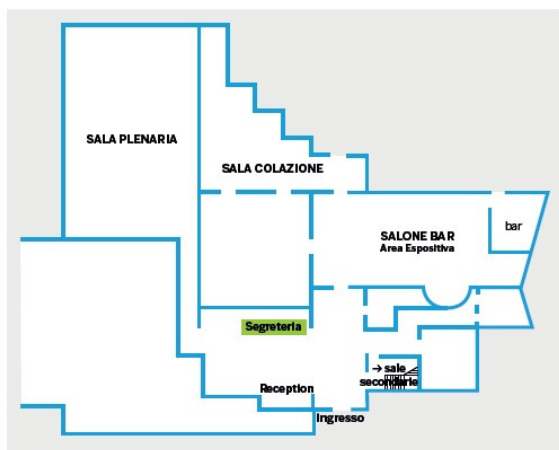 SALA PLENARIA
SALA COLAZIONE
SALONE BAR
Area Espositiva
bar
Segreteria
→ sale
secondarie
Reception
Ingresso